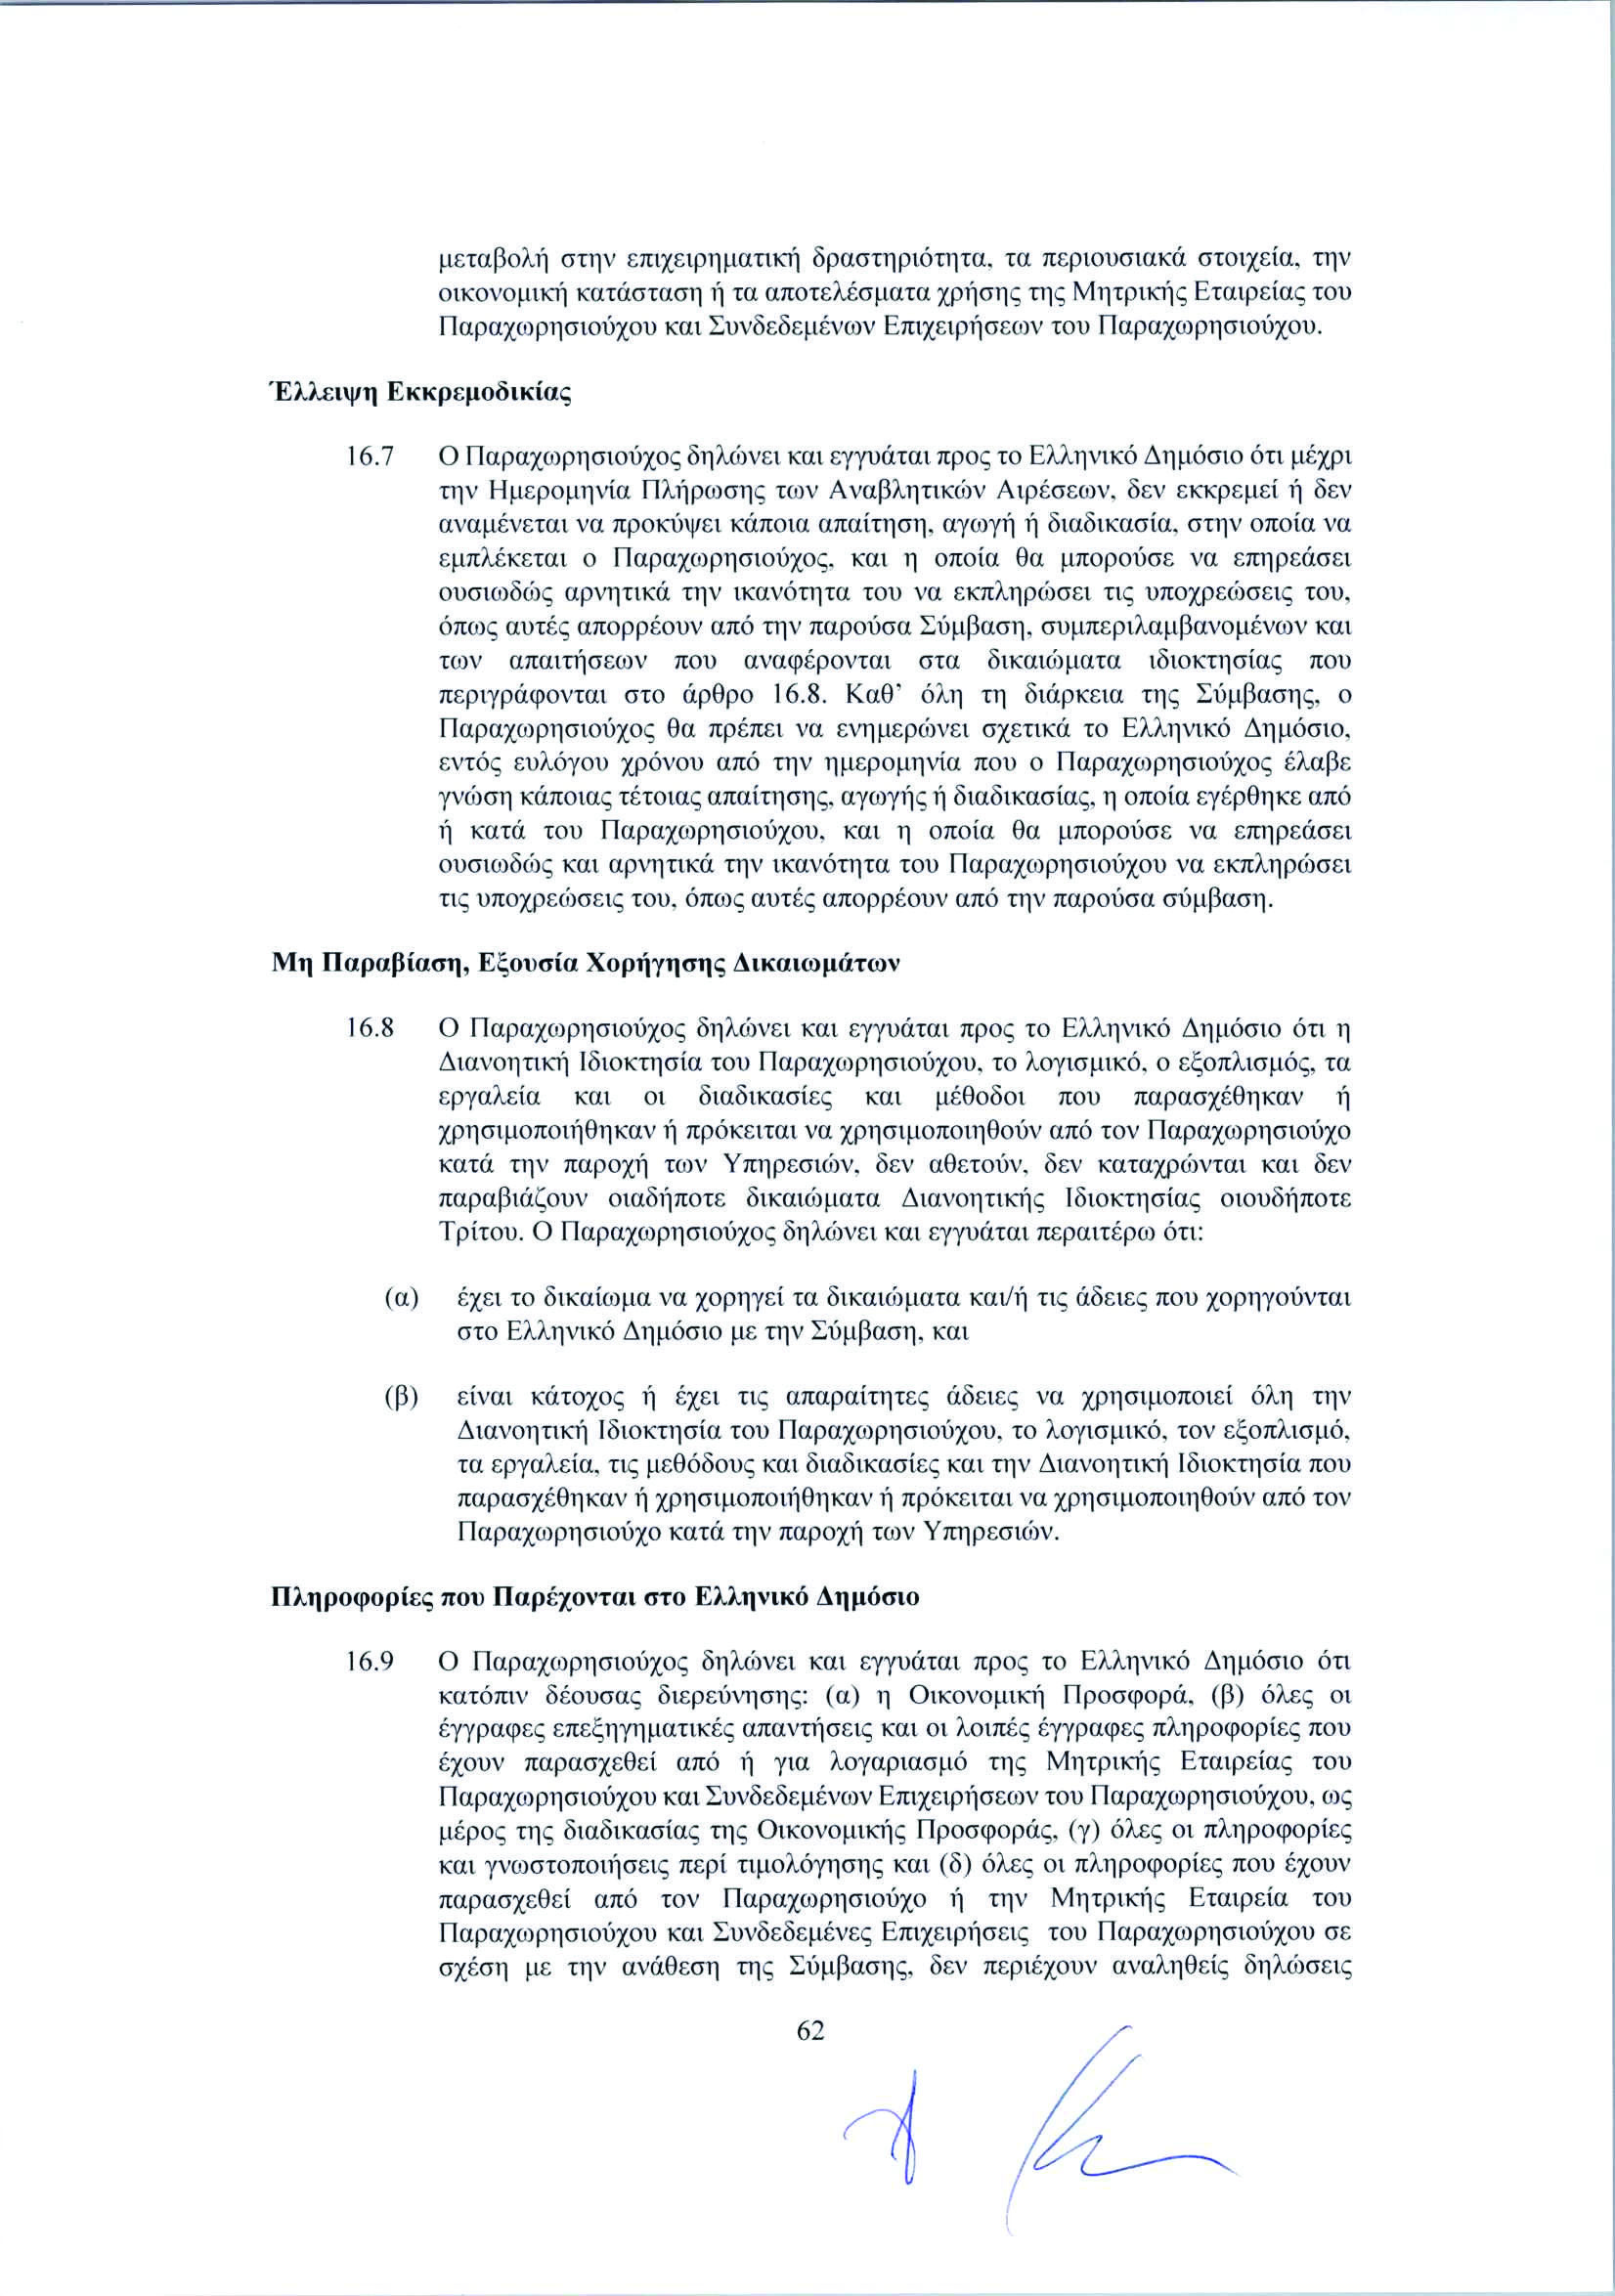 μεταβολή στην επιχειρηματική δραστηριότητα, τα περιουσιακά στοιχεία, την
οικονομική κατάσταση ή τα αποτελέσματα χρήσης της Μητρικής Εταιρείας του
Παραχωρησιούχου και Συνδεδεμένων Επιχειρήσεων του Παραχωρησιούχου.
Έλλειψη Εκκρεμοδικίας
16.7 Ο Παραχωρησιούχος δηλώνει και εγγυάται προς το Ελληνικό Δημόσιο ότι μέχρι
την Ημερομηνία Πλήρωσης των Αναβλητικών Αιρέσεων, δεν εκκρεμεί ή δεν
αναμένεται να προκύψει κάποια απαίτηση, αγωγή ή διαδικασία, στην οποία να
εμπλέκεται ο Παραχωρησιούχος, και η οποία θα μπορούσε να επηρεάσει
ουσιωδώς αρνητικά την ικανότητα του να εκπληρώσει τις υποχρεώσεις του,
όπως αυτές απορρέουν από την παρούσα Σύμβαση, συμπεριλαμβανομένων και
των απαιτήσεων που αναφέρονται στα δικαιώματα ιδιοκτησίας που
περιγράφονται στο άρθρο 16.8. Καθ’ όλη τη διάρκεια της Σύμβασης, ο
Παραχωρησιούχος θα πρέπει να ενημερώνει σχετικά το Ελληνικό Δημόσιο,
εντός ευλόγου χρόνου από την ημερομηνία που ο Παραχωρησιούχος έλαβε
γνώση κάποιας τέτοιας απαίτησης, αγωγής ή διαδικασίας, η οποία εγέρθηκε από
ή κατά του Παραχωρησιούχου, και η οποία θα μπορούσε να επηρεάσει
ουσιωδώς και αρνητικά την ικανότητα του Παραχωρησιούχου να εκπληρώσει
τις υποχρεώσεις του, όπως αυτές απορρέουν από την παρούσα σύμβαση.
Μη Παραβίαση, Εξουσία Χορήγησης Δικαιωμάτων
16.8 Ο Παραχωρησιούχος δηλώνει και εγγυάται προς το Ελληνικό Δημόσιο ότι η
Διανοητική Ιδιοκτησία του Παραχωρησιούχου, το λογισμικό, ο εξοπλισμός, τα
εργαλεία και οι διαδικασίες και μέθοδοι που παρασχέθηκαν ή
χρησιμοποιήθηκαν ή πρόκειται να χρησιμοποιηθούν από τον Παραχωρησιούχο
κατά την παροχή των Υπηρεσιών, δεν αθετούν, δεν καταχρώνται και δεν
παραβιάζουν οιαδήποτε δικαιώματα Διανοητικής Ιδιοκτησίας οιουδήποτε
Τρίτου. Ο Παραχωρησιούχος δηλώνει και εγγυάται περαιτέρω ότι:
(α) έχει το δικαίωμα να χορηγεί τα δικαιώματα και/ή τις άδειες που χορηγούνται
στο Ελληνικό Δημόσιο με την Σύμβαση, και
(β) είναι κάτοχος ή έχει τις απαραίτητες άδειες να χρησιμοποιεί όλη την
Διανοητική Ιδιοκτησία του Παραχωρησιούχου, το λογισμικό, τον εξοπλισμό,
τα εργαλεία, τις μεθόδους και διαδικασίες και την Διανοητική Ιδιοκτησία που
παρασχέθηκαν ή χρησιμοποιήθηκαν ή πρόκειται να χρησιμοποιηθούν από τον
Παραχωρησιούχο κατά την παροχή των Υπηρεσιών.
Πληροφορίες που Παρέχονται στο Ελληνικό Δημόσιο
16.9 Ο Παραχωρησιούχος δηλώνει και εγγυάται προς το Ελληνικό Δημόσιο ότι
κατόπιν δέουσας διερεύνησης: (α) η Οικονομική Προσφορά, (β) όλες οι
έγγραφες επεξηγηματικές απαντήσεις και οι λοιπές έγγραφες πληροφορίες που
έχουν παρασχεθεί από ή για λογαριασμό της Μητρικής Εταιρείας του
Παραχωρησιούχου και Συνδεδεμένων Επιχειρήσεων του Παραχωρησιούχου, ως
μέρος της διαδικασίας της Οικονομικής Προσφοράς, (γ) όλες οι πληροφορίες
και γνωστοποιήσεις περί τιμολόγησης και (δ) όλες οι πληροφορίες που έχουν
παρασχεθεί από τον Παραχωρησιούχο ή την Μητρικής Εταιρεία του
Παραχωρησιούχου και Συνδεδεμένες Επιχειρήσεις του Παραχωρησιούχου σε
σχέση με την ανάθεση της Σύμβασης, δεν περιέχουν αναληθείς δηλώσεις
62